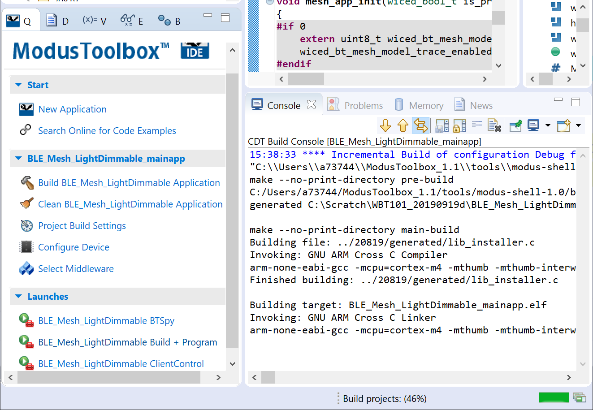 Q D (x)= V E B
ModusToolbox™ IDE
Start
New Application
Search Online for Code Examples
BLE_Mesh_LightDimmable_mainapp
Build BLE_Mesh_LightDimmable Application
Clean BLE_Mesh_LightDimmable Application
Project Build Settings
Configure Device
Select Middleware
Launches
BLE_Mesh_LightDimmable BTSpy
BLE_Mesh_LightDimmable Build + Program
BLE_Mesh_LightDimmable ClientControl
void mesh_app_init(wiced_bool_t is_pr
{
#if 0
extern uint8_t wiced_bt_mesh_mode
wiced_bt_mesh_model_trace_enabled
#endif
w
h
w
w
# M
Console Problems Memory News
CDT Build Console [BLE_Mesh_LightDimmable_mainapp]
15:38:33 **** Incremental Build of configuration Debug f
"C:\\Users\\a73744\\ModusToolbox_1.1\\tools\\modus-shell
make --no-print-directory pre-build
C:/Users/a73744/ModusToolbox_1.1/tools/modus-shell-1.0/b
generated C:\Scratch\WBT101_20190919d\BLE_Mesh_LightDimm
make --no-print-directory main-build
Building file: ../20819/generated/lib_installer.c
Invoking: GNU ARM Cross C Compiler
arm-none-eabi-gcc -mcpu=cortex-m4 -mthumb -mthumb-interw
Finished building: ../20819/generated/lib_installer.c
Building target: BLE_Mesh_LightDimmable_mainapp.elf
Invoking: GNU ARM Cross C Linker
arm-none-eabi-gcc -mcpu=cortex-m4 -mthumb -mthumb-interw
Build projects: (46%)